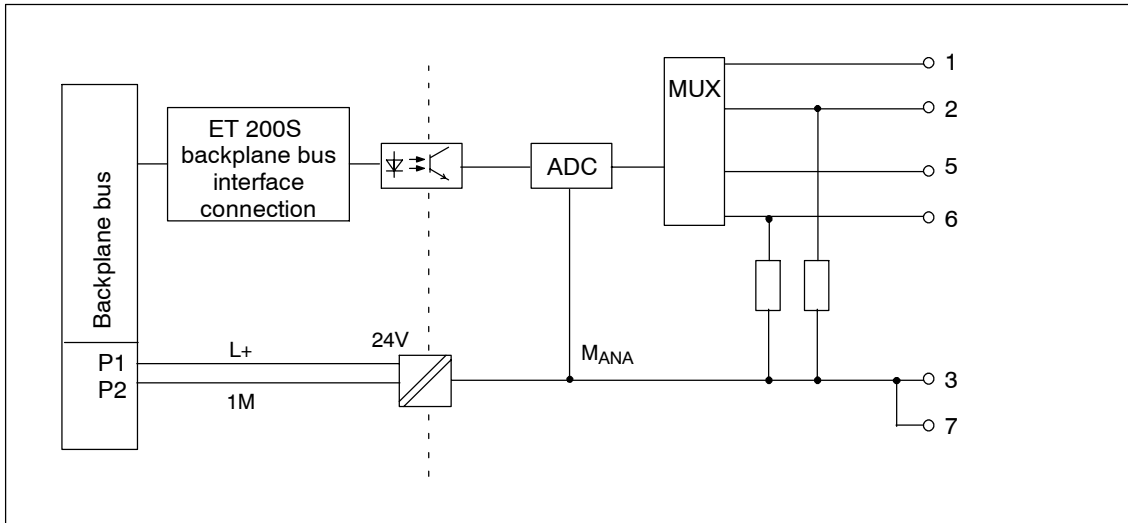 Backplane bus
P1
P2
ET 200S
backplane bus
interface
connection
L+
1M
24V
ADC
MANA
MUX
1
2
5
6
3
7